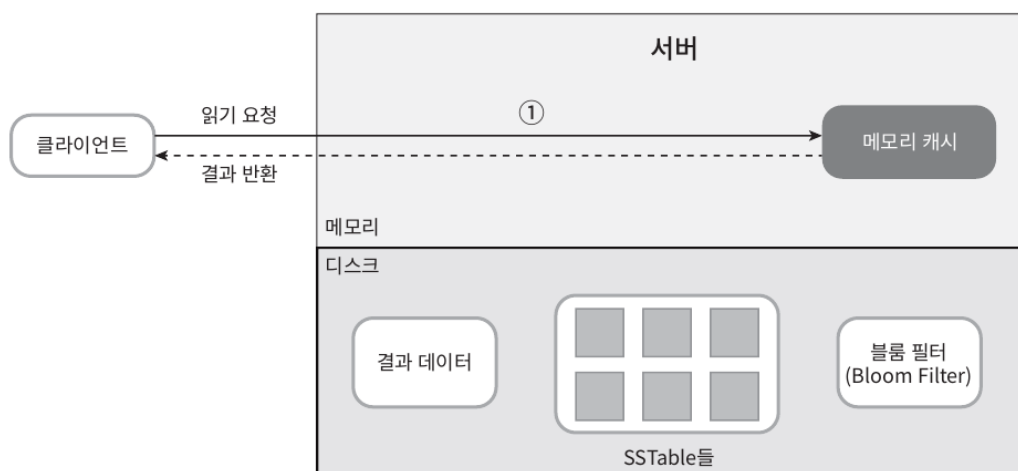 서버
읽기 요청
①
클라이언트
메모리 캐시
결과 반환
메모리
디스크
결과 데이터
블룸 필터
(Bloom Filter)
SSTable들